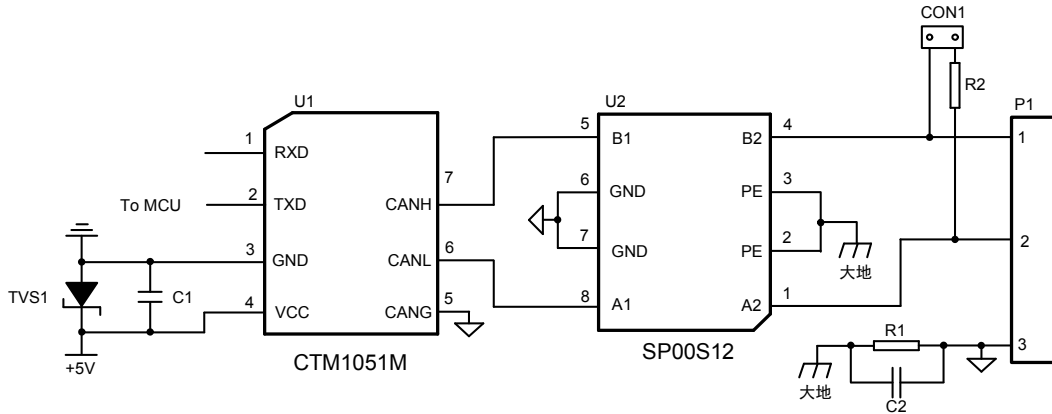 CON1
R2
P1
U1
U2
1
RXD
2
TXD
To MCU
3
GND
4
VCC
7
CANH
6
CANL
5
CANG
CTM1051M
TVS1
C1
+5V
5
B1
6
GND
7
GND
8
A1
4
B2
3
PE
2
PE
1
A2
SP00S12
大地
1
2
3
R1
C2
大地